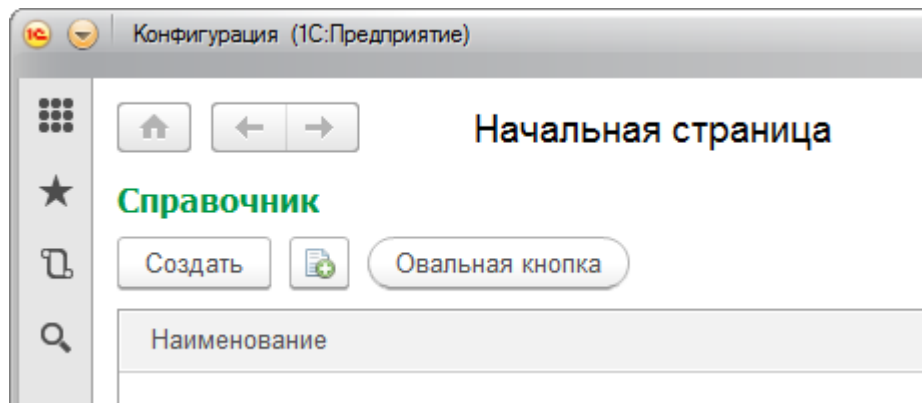 1С Конфигурация (1С:Предприятие)
Начальная страница
Справочник
Создать Овальная кнопка
Наименование